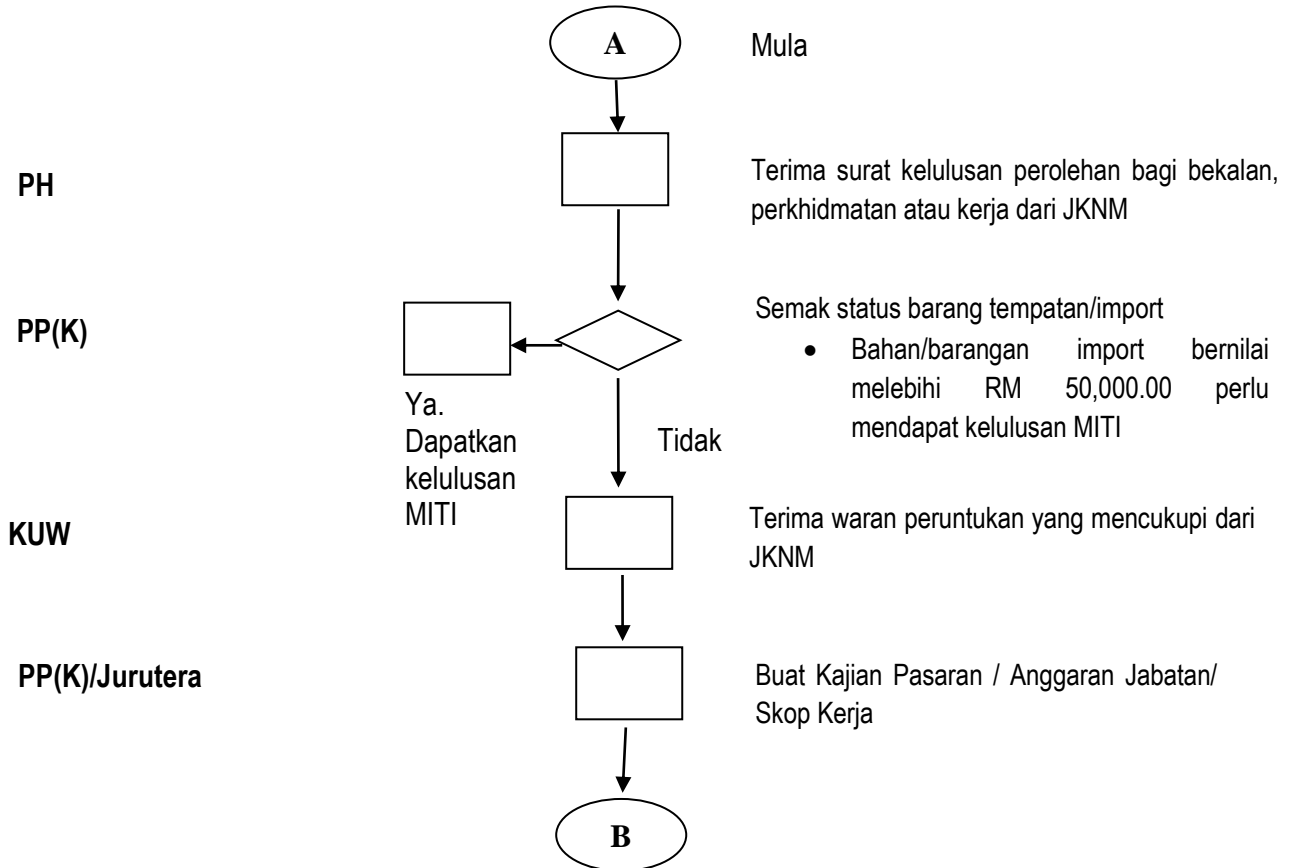 A
Mula
PH
Terima surat kelulusan perolehan bagi bekalan,
perkhidmatan atau kerja dari JKNM
PP(K)
Semak status barang tempatan/import
• Bahan/barangan import bernilai
melebihi RM 50,000.00 perlu
mendapat kelulusan MITI
Ya.
Dapatkan
kelulusan
MITI
Tidak
KUW
Terima waran peruntukan yang mencukupi dari
JKNM
PP(K)/Jurutera
Buat Kajian Pasaran / Anggaran Jabatan/
Skop Kerja
B